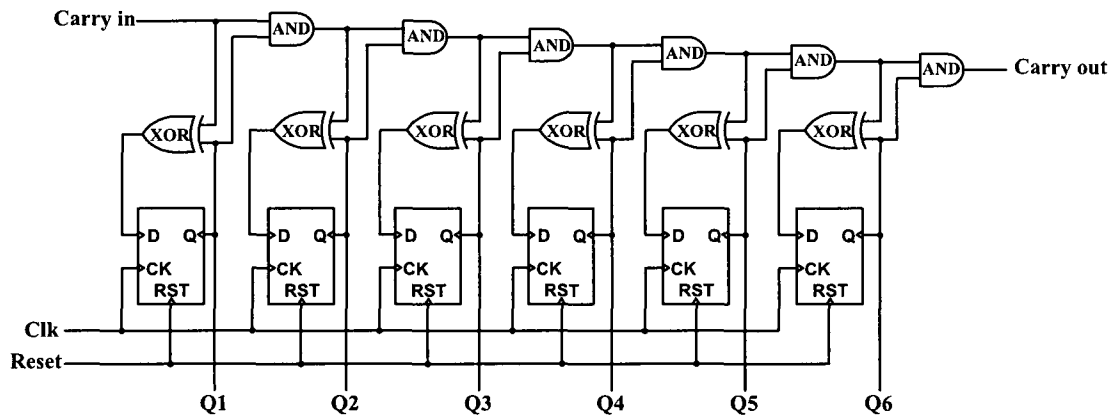 Carry in
AND
AND
AND
AND
AND
AND
Carry out
XOR
XOR
XOR
XOR
XOR
XOR
D Q
CK
RST
D Q
CK
RST
D Q
CK
RST
D Q
CK
RST
D Q
CK
RST
D Q
CK
RST
Clk
Reset
Q1 Q2 Q3 Q4 Q5 Q6